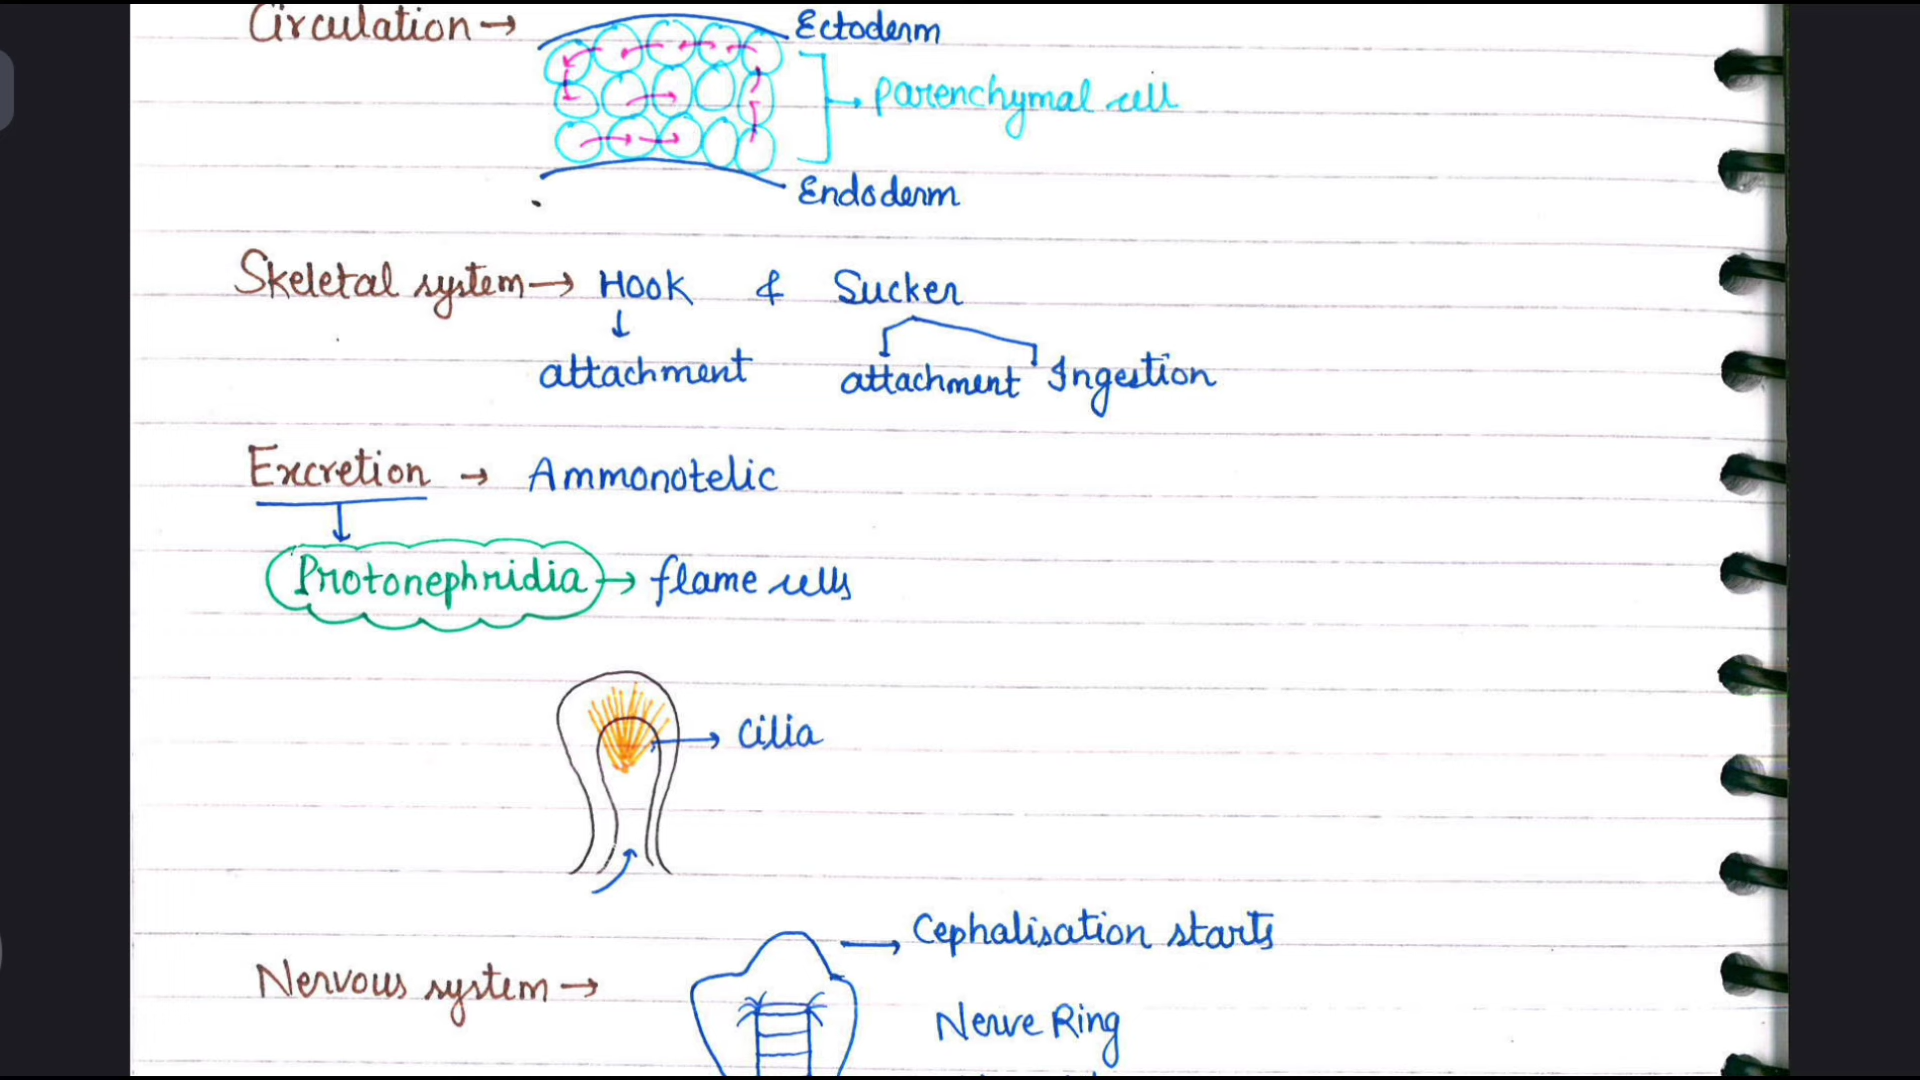 Circulation → Ectoderm
parenchymal cell
Endoderm
Skeletal system → Hook & Sucker
attachment attachment Ingestion
Excretion → Ammonotelic
Protonephridia → flame cells
Cilia
Cephalisation starts
Nervous system →
Nerve Ring